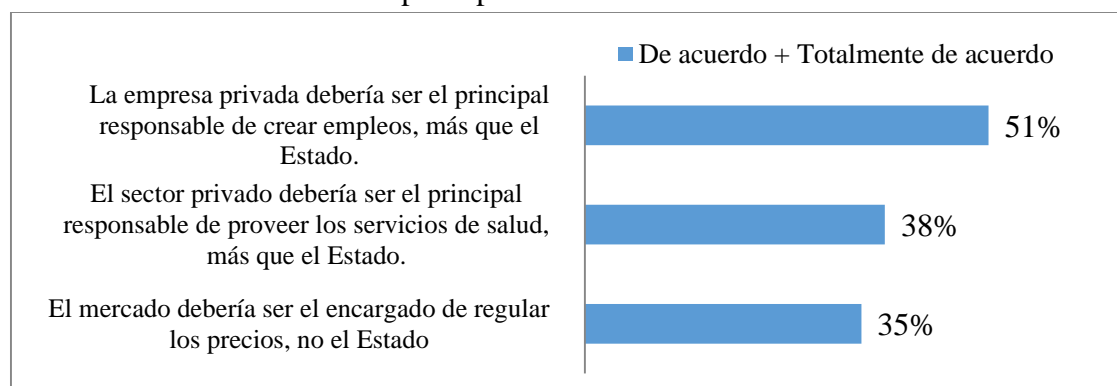 De acuerdo + Totalmente de acuerdo
La empresa privada debería ser el principal
responsable de crear empleos, más que el
Estado.
51%
El sector privado debería ser el principal
responsable de proveer los servicios de salud,
más que el Estado.
38%
El mercado debería ser el encargado de regular
los precios, no el Estado
35%